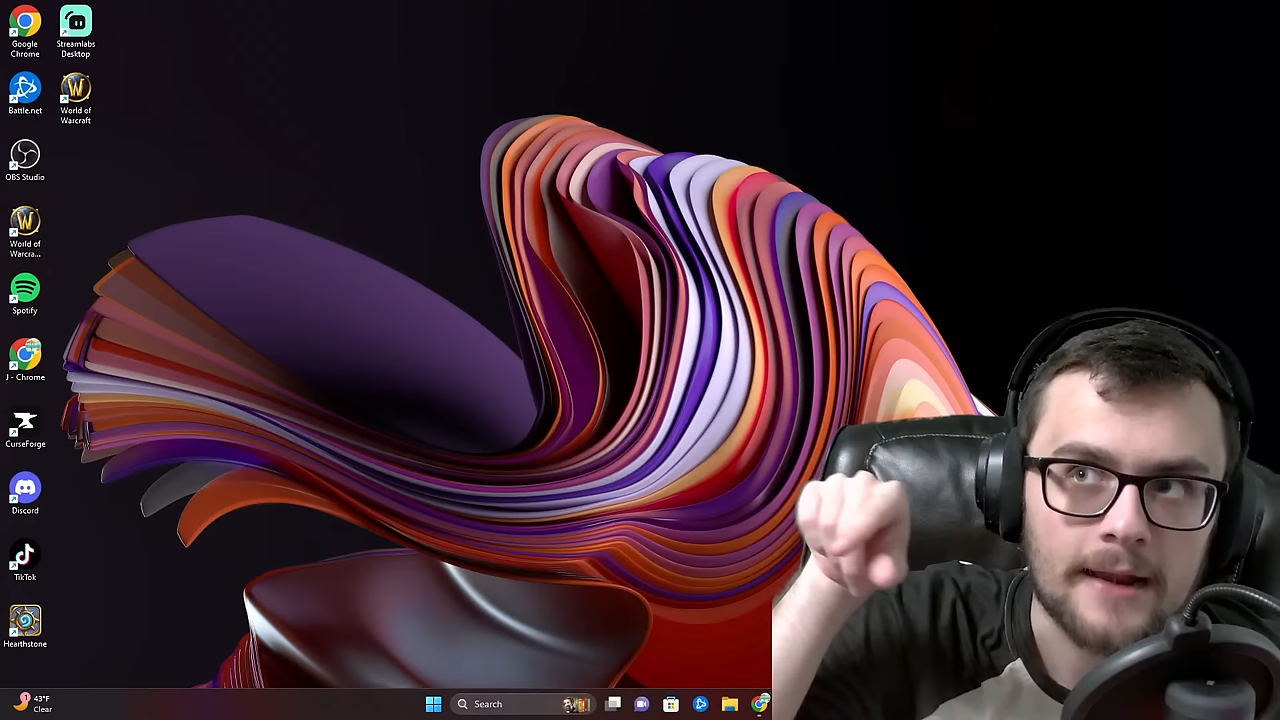 Google
Chrome
Streamlabs
Desktop
Battle.net
World of
Warcraft
OBS Studio
World of
Warcra...
Spotify
J - Chrome
CurseForge
Discord
TikTok
Hearthstone
1
43°F
Clear
Search